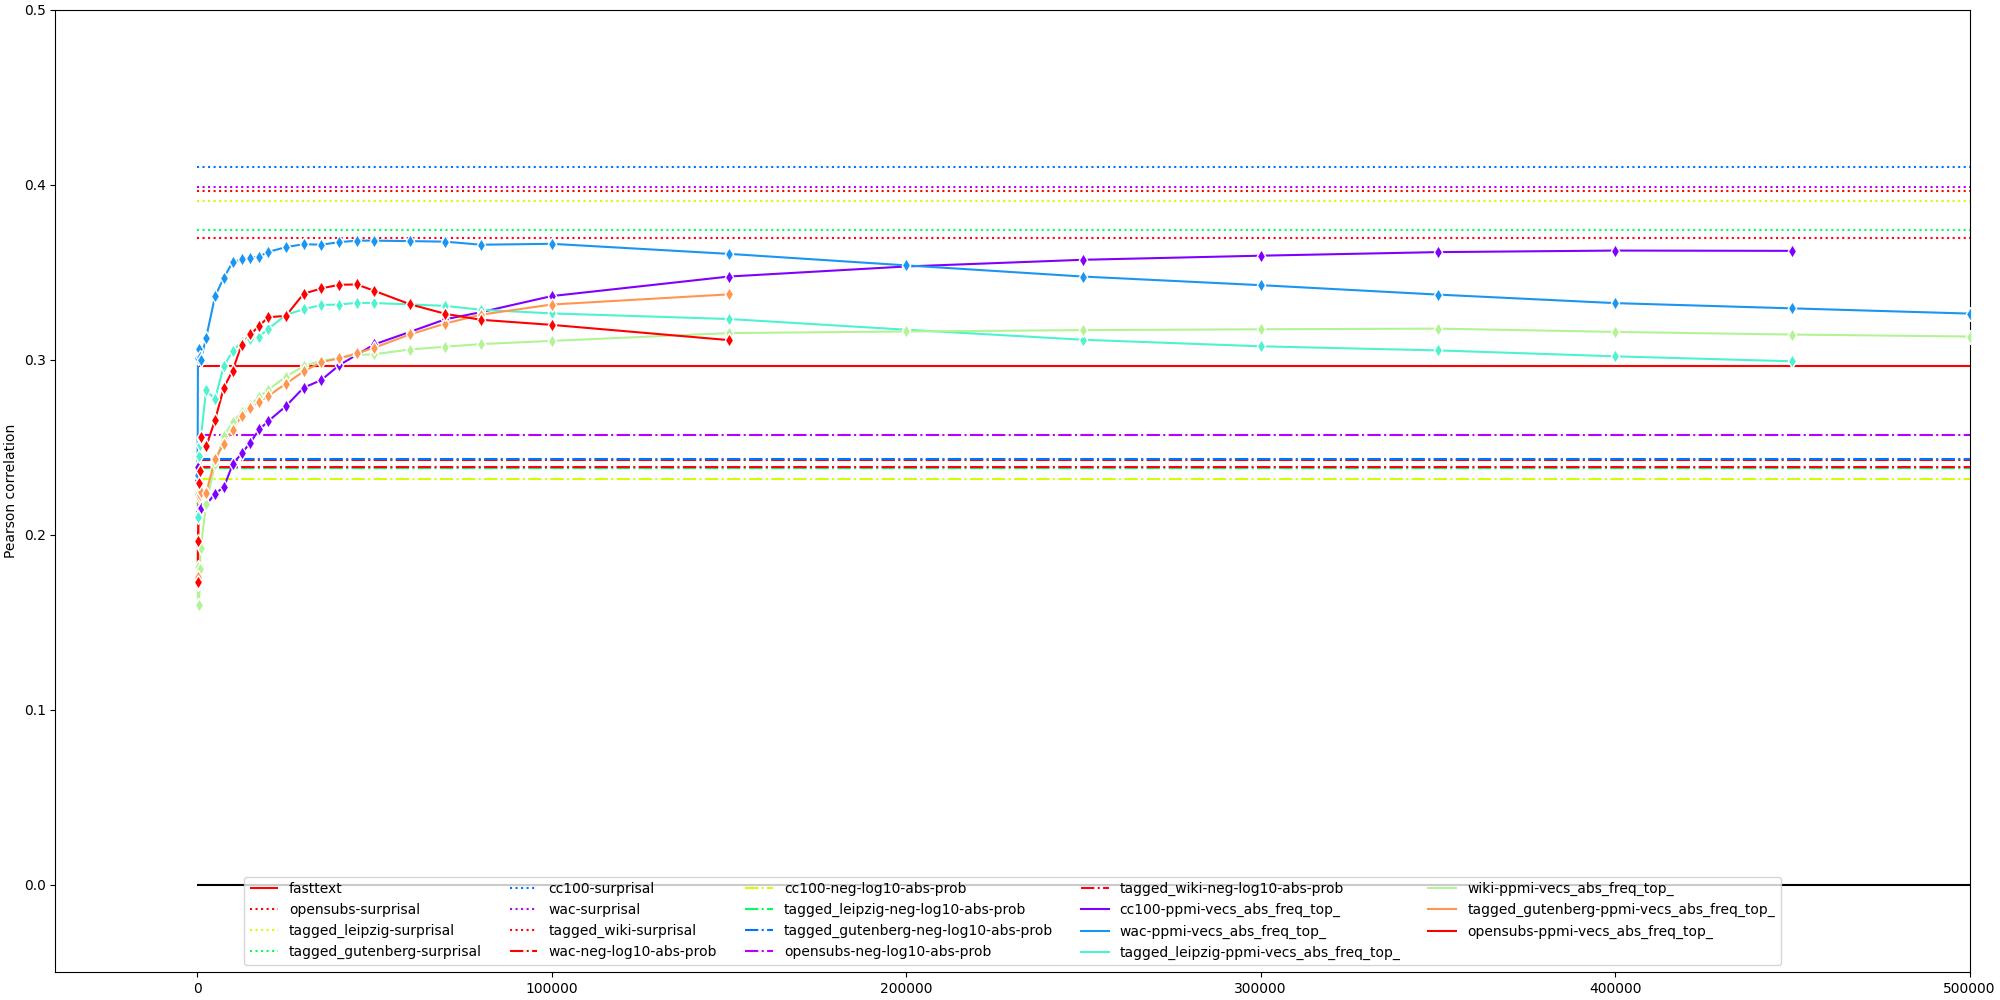 0.5
0.4
0.3
0.2
0.1
0.0
Pearson correlation
fasttext
opensubs-surprisal
tagged_leipzig-surprisal
tagged_gutenberg-surprisal
cc100-surprisal
wac-surprisal
tagged_wiki-surprisal
wac-neg-log10-abs-prob
cc100-neg-log10-abs-prob
tagged_leipzig-neg-log10-abs-prob
tagged_gutenberg-neg-log10-abs-prob
opensubs-neg-log10-abs-prob
tagged_wiki-neg-log10-abs-prob
cc100-ppmi-vecs_abs_freq_top_
wac-ppmi-vecs_abs_freq_top_
tagged_leipzig-ppmi-vecs_abs_freq_top_
wiki-ppmi-vecs_abs_freq_top_
tagged_gutenberg-ppmi-vecs_abs_freq_top_
opensubs-ppmi-vecs_abs_freq_top_
0
100000
200000
300000
400000
500000